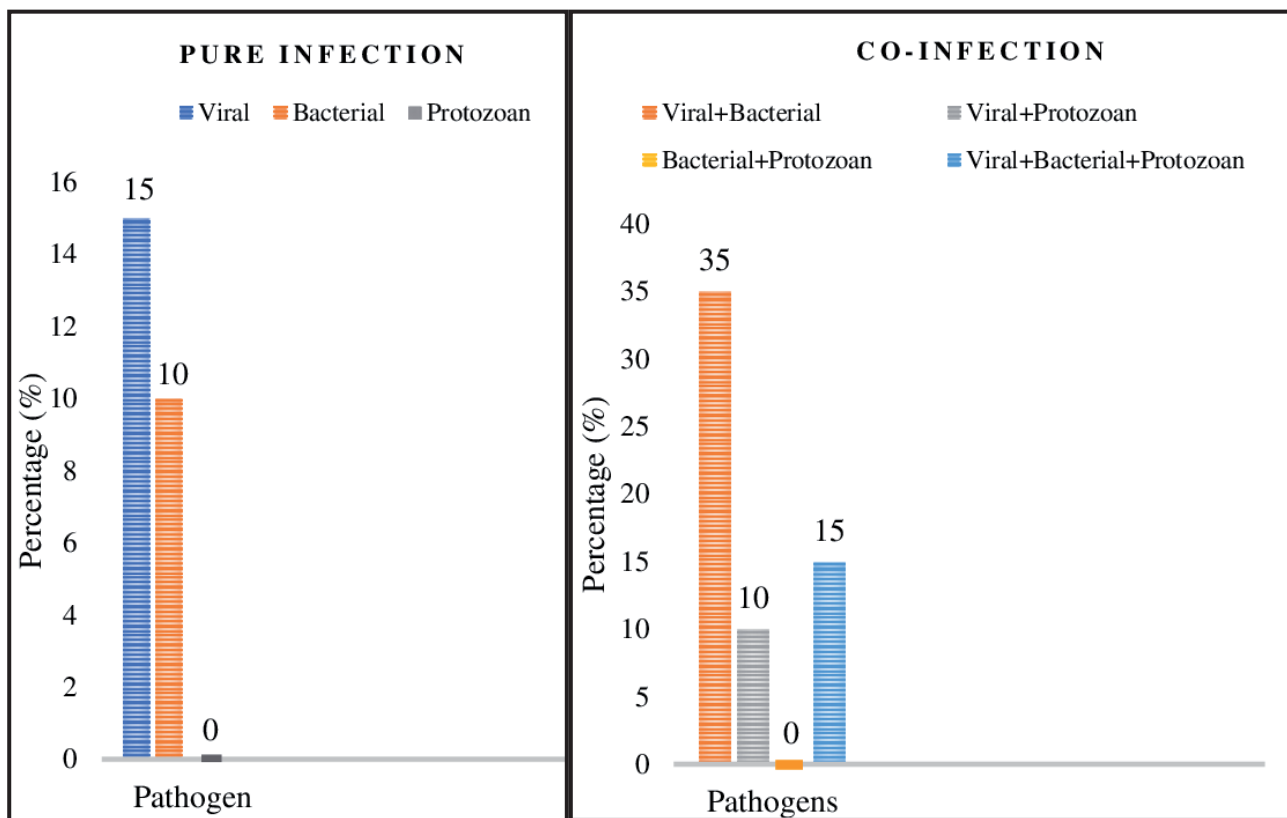 PURE INFECTION
Viral Bacterial Protozoan
16
14
12
10
8
6
4
2
0
Percentage (%)
15
10
0
Pathogen
CO-INFECTION
Viral+Bacterial Viral+Protozoan
Bacterial+Protozoan Viral+Bacterial+Protozoan
40
35
30
25
20
15
10
5
0
Percentage (%)
35
10
0
15
Pathogens